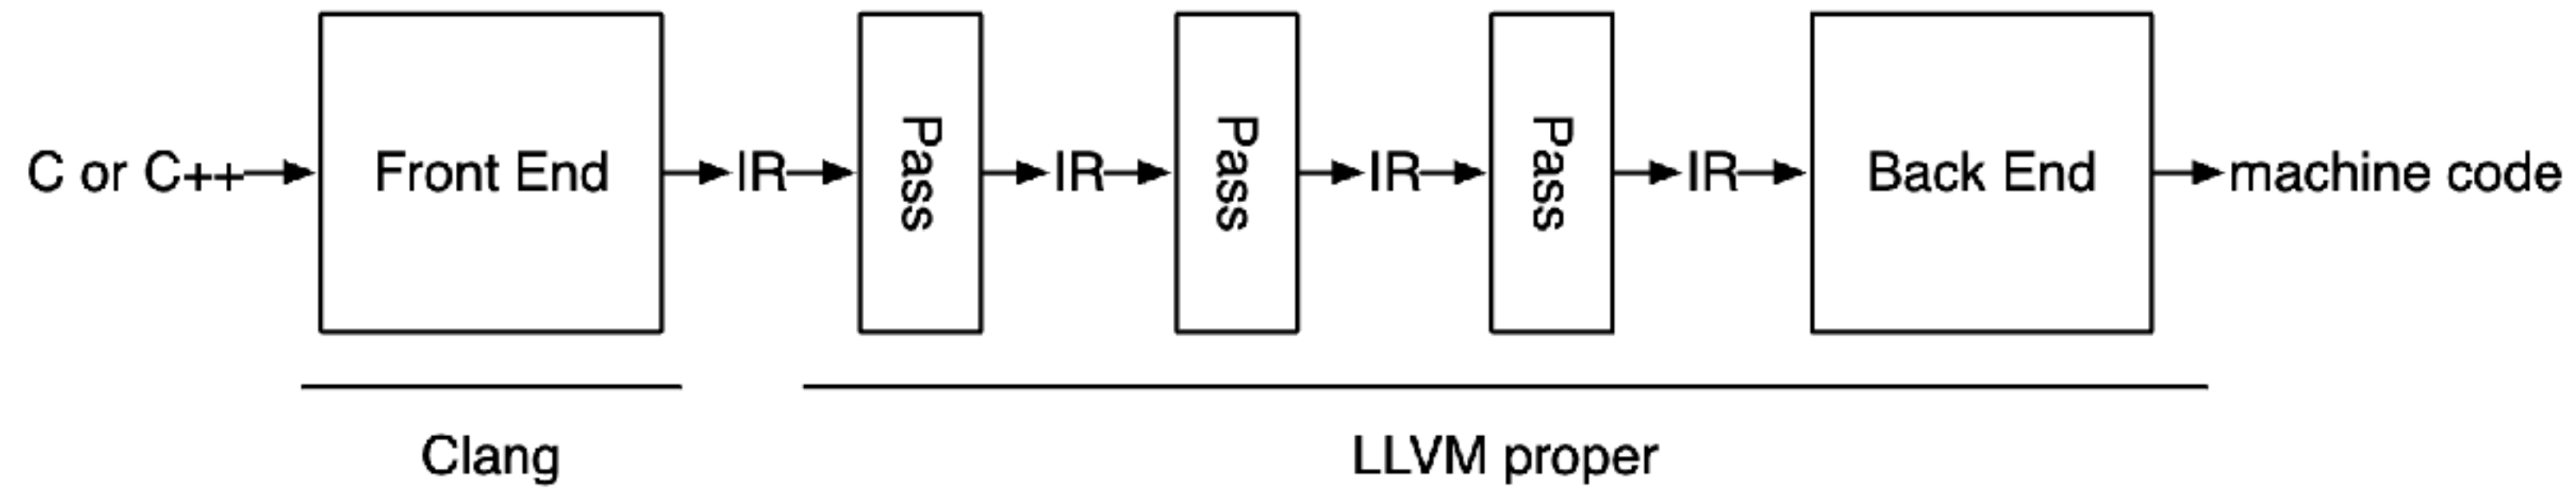 C or C++ Front End IR Pass IR Pass IR Pass IR Back End machine code
Clang LLVM proper